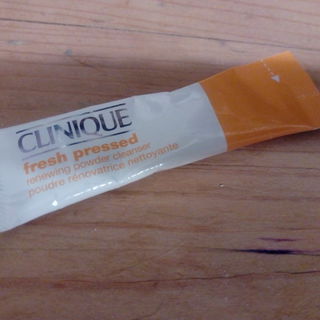 CLINIQUE
fresh pressed
renewing powder cleanser
poudre rénovatrice nettoyante